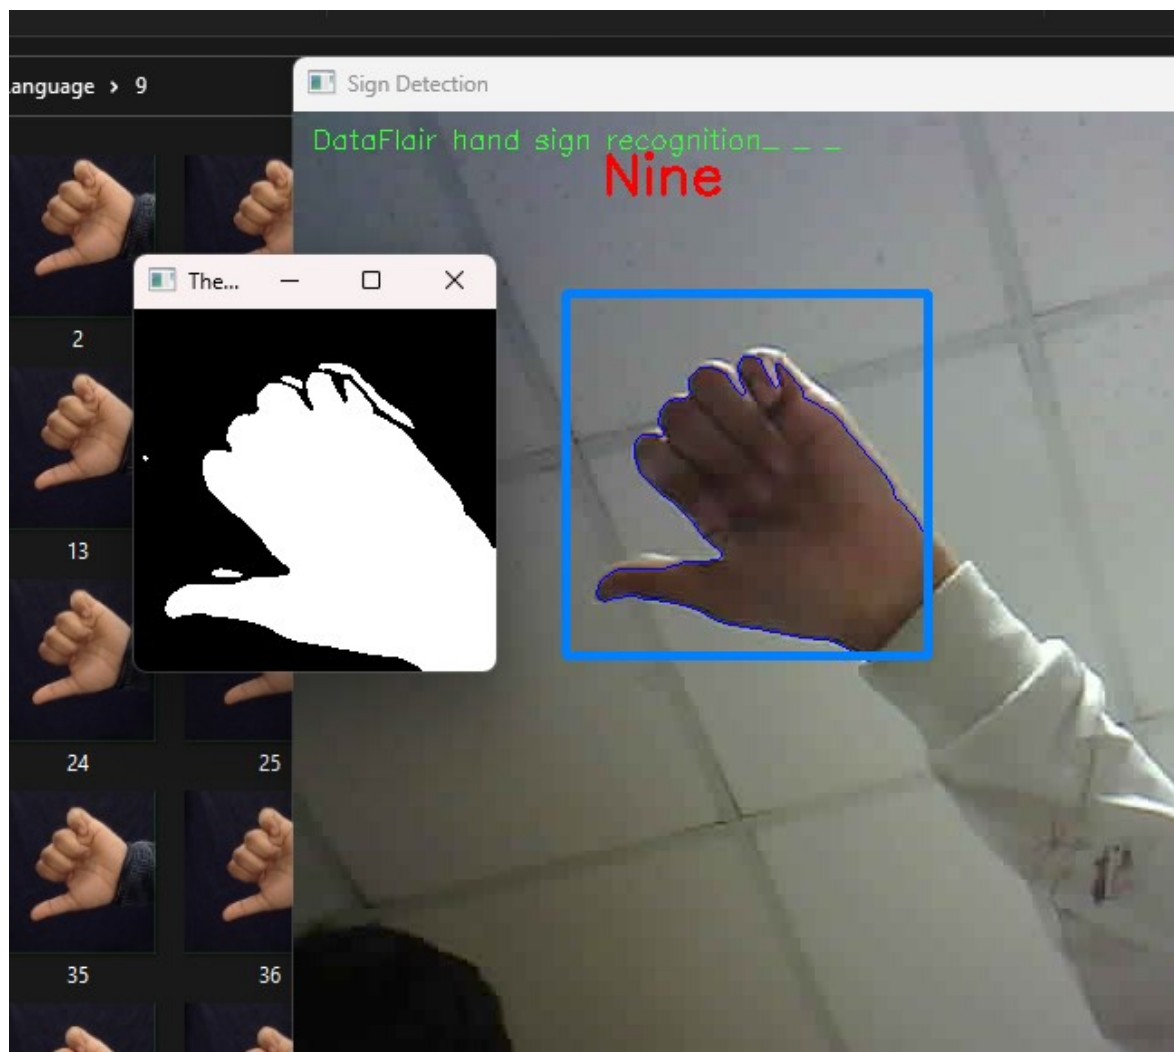 anguage > 9
Sign Detection
DataFlair hand sign recognition_ _ _
Nine
The...
2
13
24
25
35
36